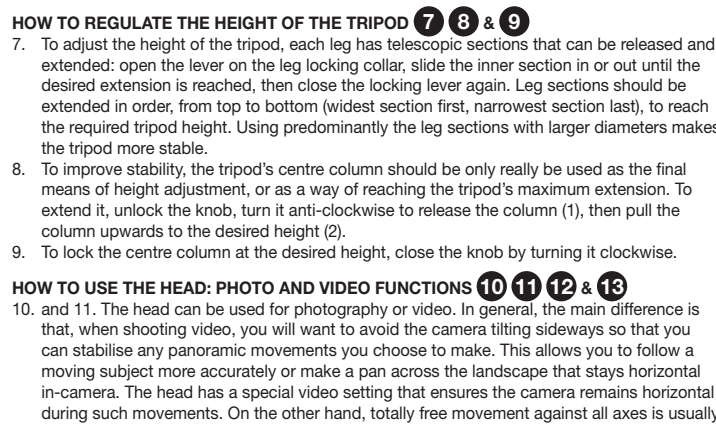 HOW TO REGULATE THE HEIGHT OF THE TRIPOD 7 8 & 9
7. To adjust the height of the tripod, each leg has telescopic sections that can be released and
extended: open the lever on the leg locking collar, slide the inner section in or out until the
desired extension is reached, then close the locking lever again. Leg sections should be
extended in order, from top to bottom (widest section first, narrowest section last), to reach
the required tripod height. Using predominantly the leg sections with larger diameters makes
the tripod more stable.
8. To improve stability, the tripod’s centre column should be only really be used as the final
means of height adjustment, or as a way of reaching the tripod’s maximum extension. To
extend it, unlock the knob, turn it anti-clockwise to release the column (1), then pull the
column upwards to the desired height (2).
9. To lock the centre column at the desired height, close the knob by turning it clockwise.
HOW TO USE THE HEAD: PHOTO AND VIDEO FUNCTIONS 10 11 12 & 13
10. and 11. The head can be used for photography or video. In general, the main difference is
that, when shooting video, you will want to avoid the camera tilting sideways so that you
can stabilise any panoramic movements you choose to make. This allows you to follow a
moving subject more accurately or make a pan across the landscape that stays horizontal
in-camera. The head has a special video setting that ensures the camera remains horizontal
during such movements. On the other hand, totally free movement against all axes is usually